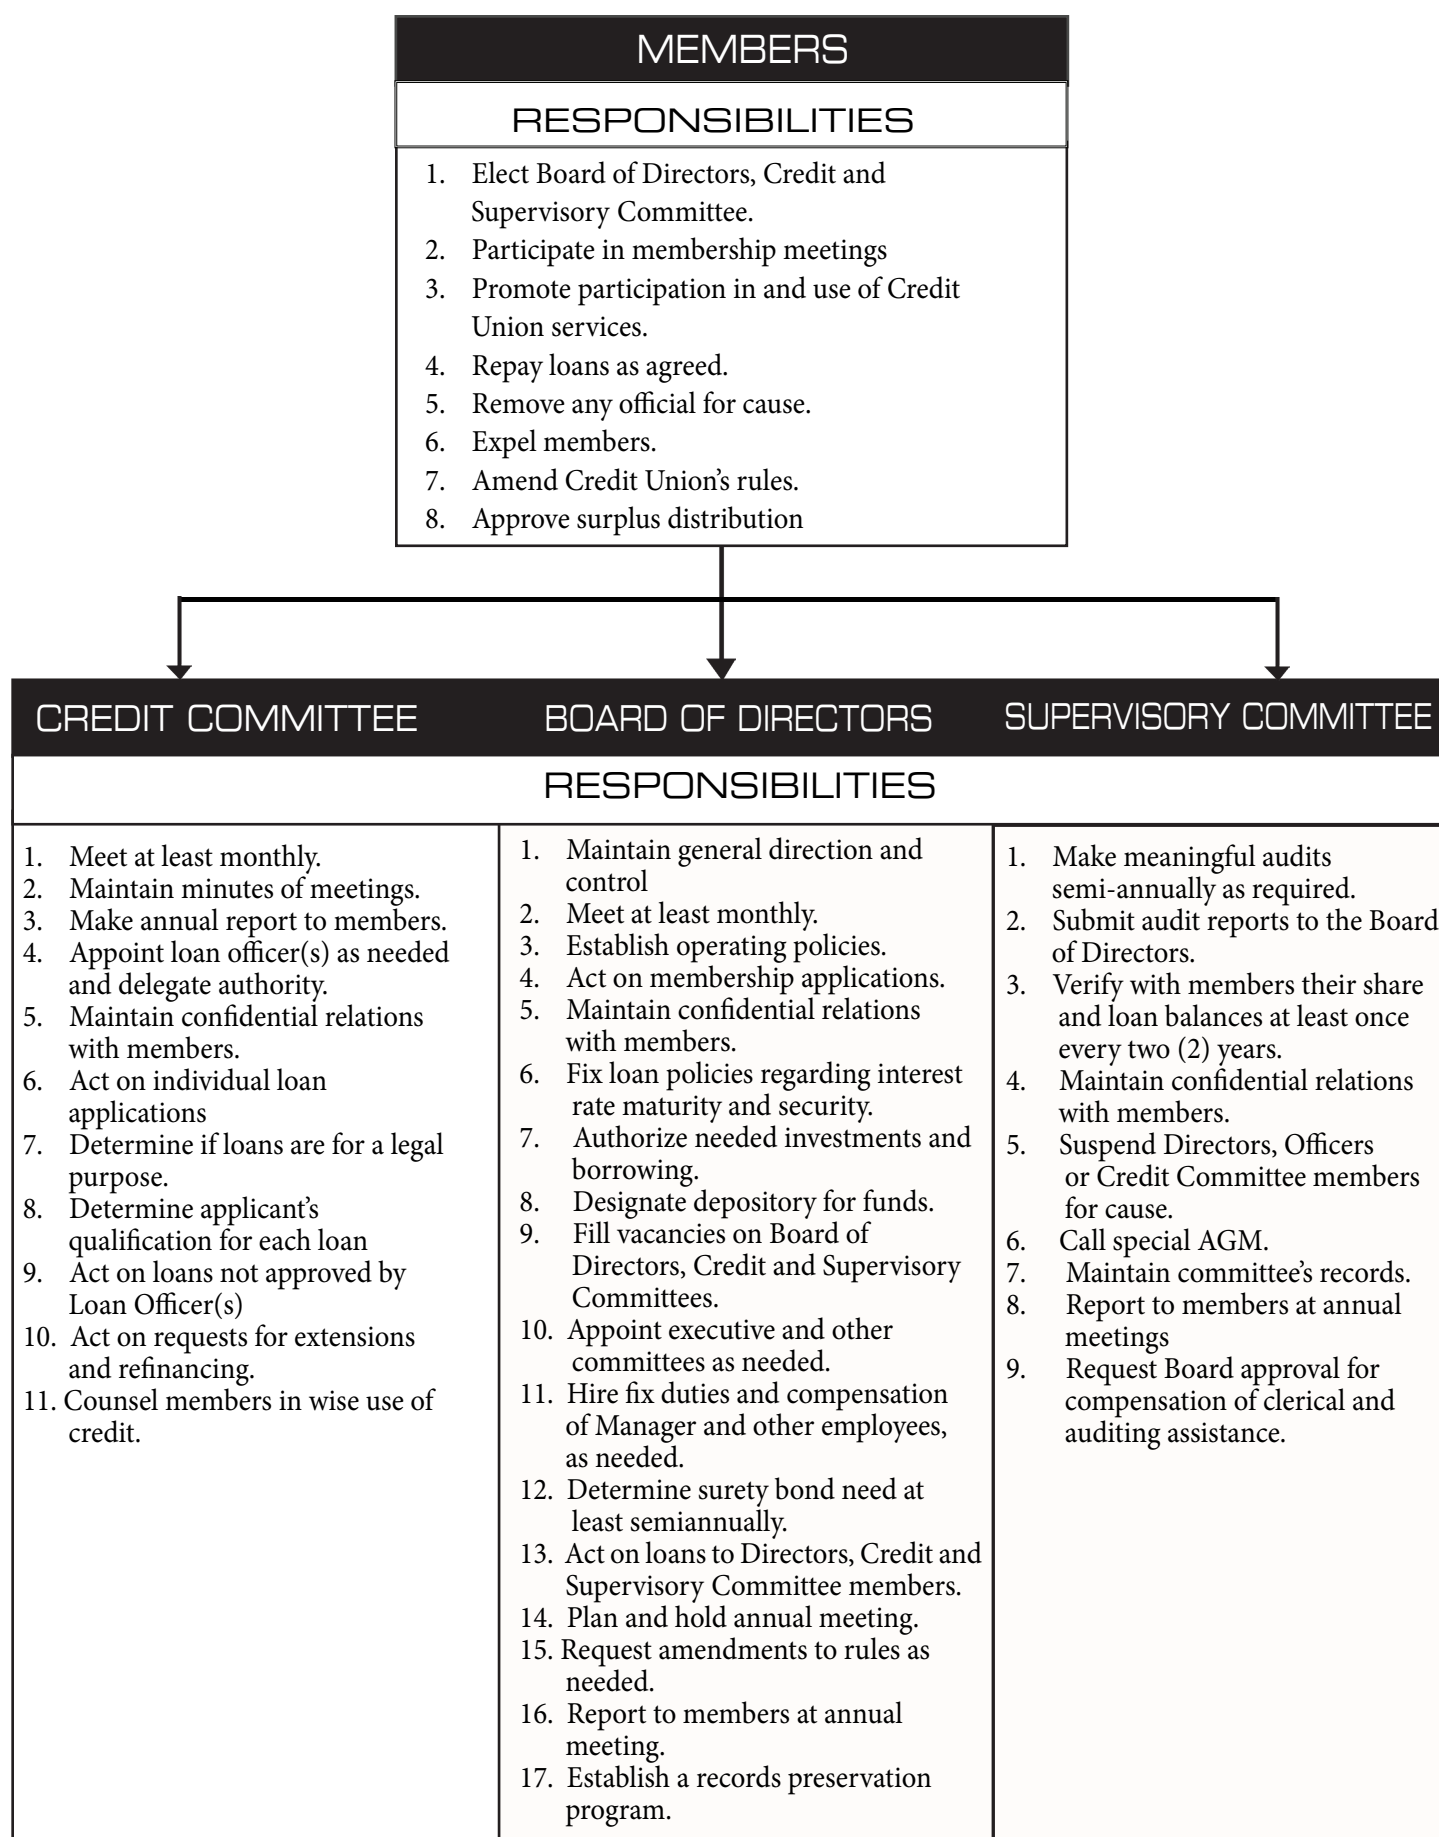 MEMBERS
RESPONSIBILITIES
1. Elect Board of Directors, Credit and
Supervisory Committee.
2. Participate in membership meetings
3. Promote participation in and use of Credit
Union services.
4. Repay loans as agreed.
5. Remove any official for cause.
6. Expel members.
7. Amend Credit Union's rules.
8. Approve surplus distribution
CREDIT COMMITTEE
BOARD OF DIRECTORS
SUPERVISORY COMMITTEE
RESPONSIBILITIES
1. Meet at least monthly.
2. Maintain minutes of meetings.
3. Make annual report to members.
4. Appoint loan officer(s) as needed
and delegate authority.
5. Maintain confidential relations
with members.
6. Act on individual loan
applications
7. Determine if loans are for a legal
purpose.
8. Determine applicant's
qualification for each loan
9. Act on loans not approved by
Loan Officer(s)
10. Act on requests for extensions
and refinancing.
11. Counsel members in wise use of
credit.
1. Maintain general direction and
control
2. Meet at least monthly.
3. Establish operating policies.
4. Act on membership applications.
5. Maintain confidential relations
with members.
6. Fix loan policies regarding interest
rate maturity and security.
7. Authorize needed investments and
borrowing.
8. Designate depository for funds.
9. Fill vacancies on Board of
Directors, Credit and Supervisory
Committees.
10. Appoint executive and other
committees as needed.
11. Hire fix duties and compensation
of Manager and other employees,
as needed.
12. Determine surety bond need at
least semiannually.
13. Act on loans to Directors, Credit and
Supervisory Committee members.
14. Plan and hold annual meeting.
15. Request amendments to rules as
needed.
16. Report to members at annual
meeting.
17. Establish a records preservation
program.
1. Make meaningful audits
semi-annually as required.
2. Submit audit reports to the Board
of Directors.
3. Verify with members their share
and loan balances at least once
every two (2) years.
4. Maintain confidential relations
with members.
5. Suspend Directors, Officers
or Credit Committee members
for cause.
6. Call special AGM.
7. Maintain committee's records.
8. Report to members at annual
meetings
9. Request Board approval for
compensation of clerical and
auditing assistance.